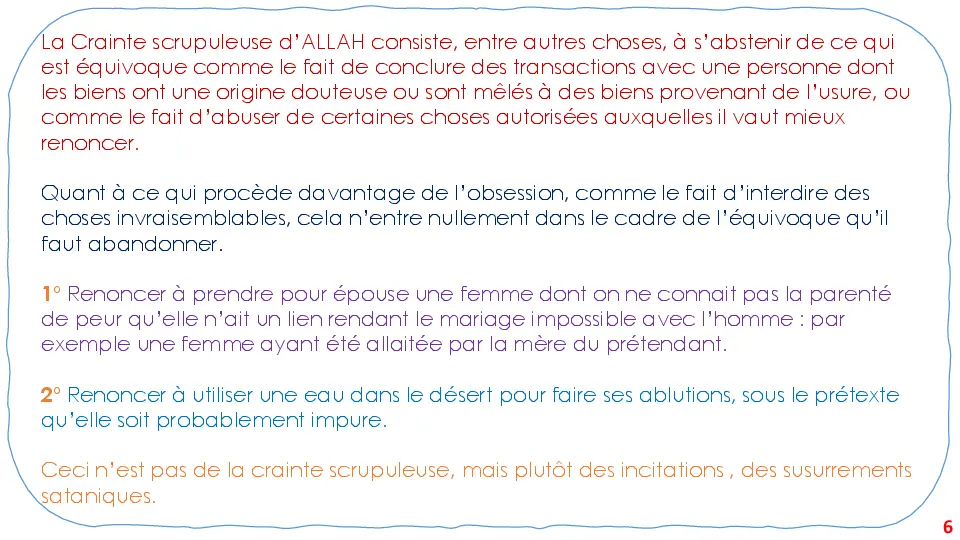 La Crainte scrupuleuse d’ALLAH consiste, entre autres choses, à s’abstenir de ce qui
est équivoque comme le fait de conclure des transactions avec une personne dont
les biens ont une origine douteuse ou sont mêlés à des biens provenant de l’usure, ou
comme le fait d’abuser de certaines choses autorisées auxquelles il vaut mieux
renoncer.
Quant à ce qui procède davantage de l’obsession, comme le fait d’interdire des
choses invraisemblables, cela n’entre nullement dans le cadre de l’équivoque qu’il
faut abandonner.
1° Renoncer à prendre pour épouse une femme dont on ne connait pas la parenté
de peur qu’elle n’ait un lien rendant le mariage impossible avec l’homme : par
exemple une femme ayant été allaitée par la mère du prétendant.
2° Renoncer à utiliser une eau dans le désert pour faire ses ablutions, sous le prétexte
qu’elle soit probablement impure.
Ceci n’est pas de la crainte scrupuleuse, mais plutôt des incitations , des susurrements
sataniques.
6